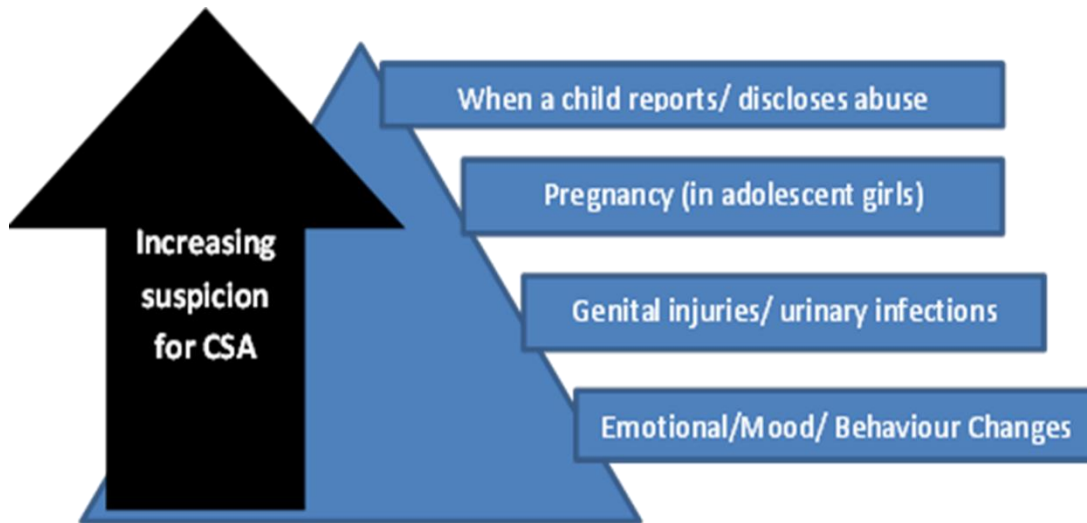 When a child reports/ discloses abuse
Pregnancy (in adolescent girls)
Increasing
suspicion
for CSA
Genital injuries/ urinary infections
Emotional/Mood/ Behaviour Changes